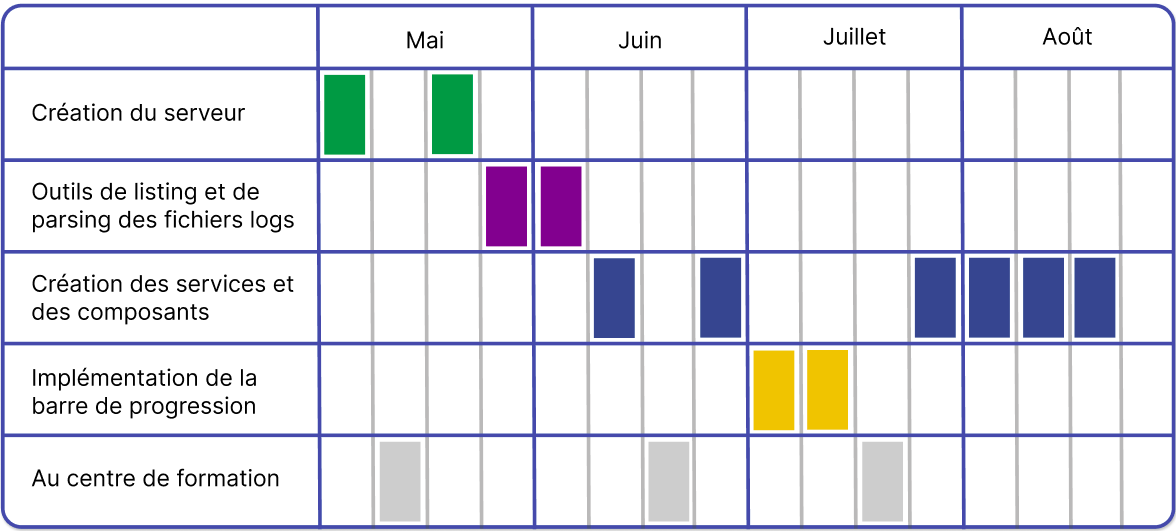 Mai
Juin
Juillet
Août
Création du serveur
Outils de listing et de
parsing des fichiers logs
Création des services et
des composants
Implémentation de la
barre de progression
Au centre de formation